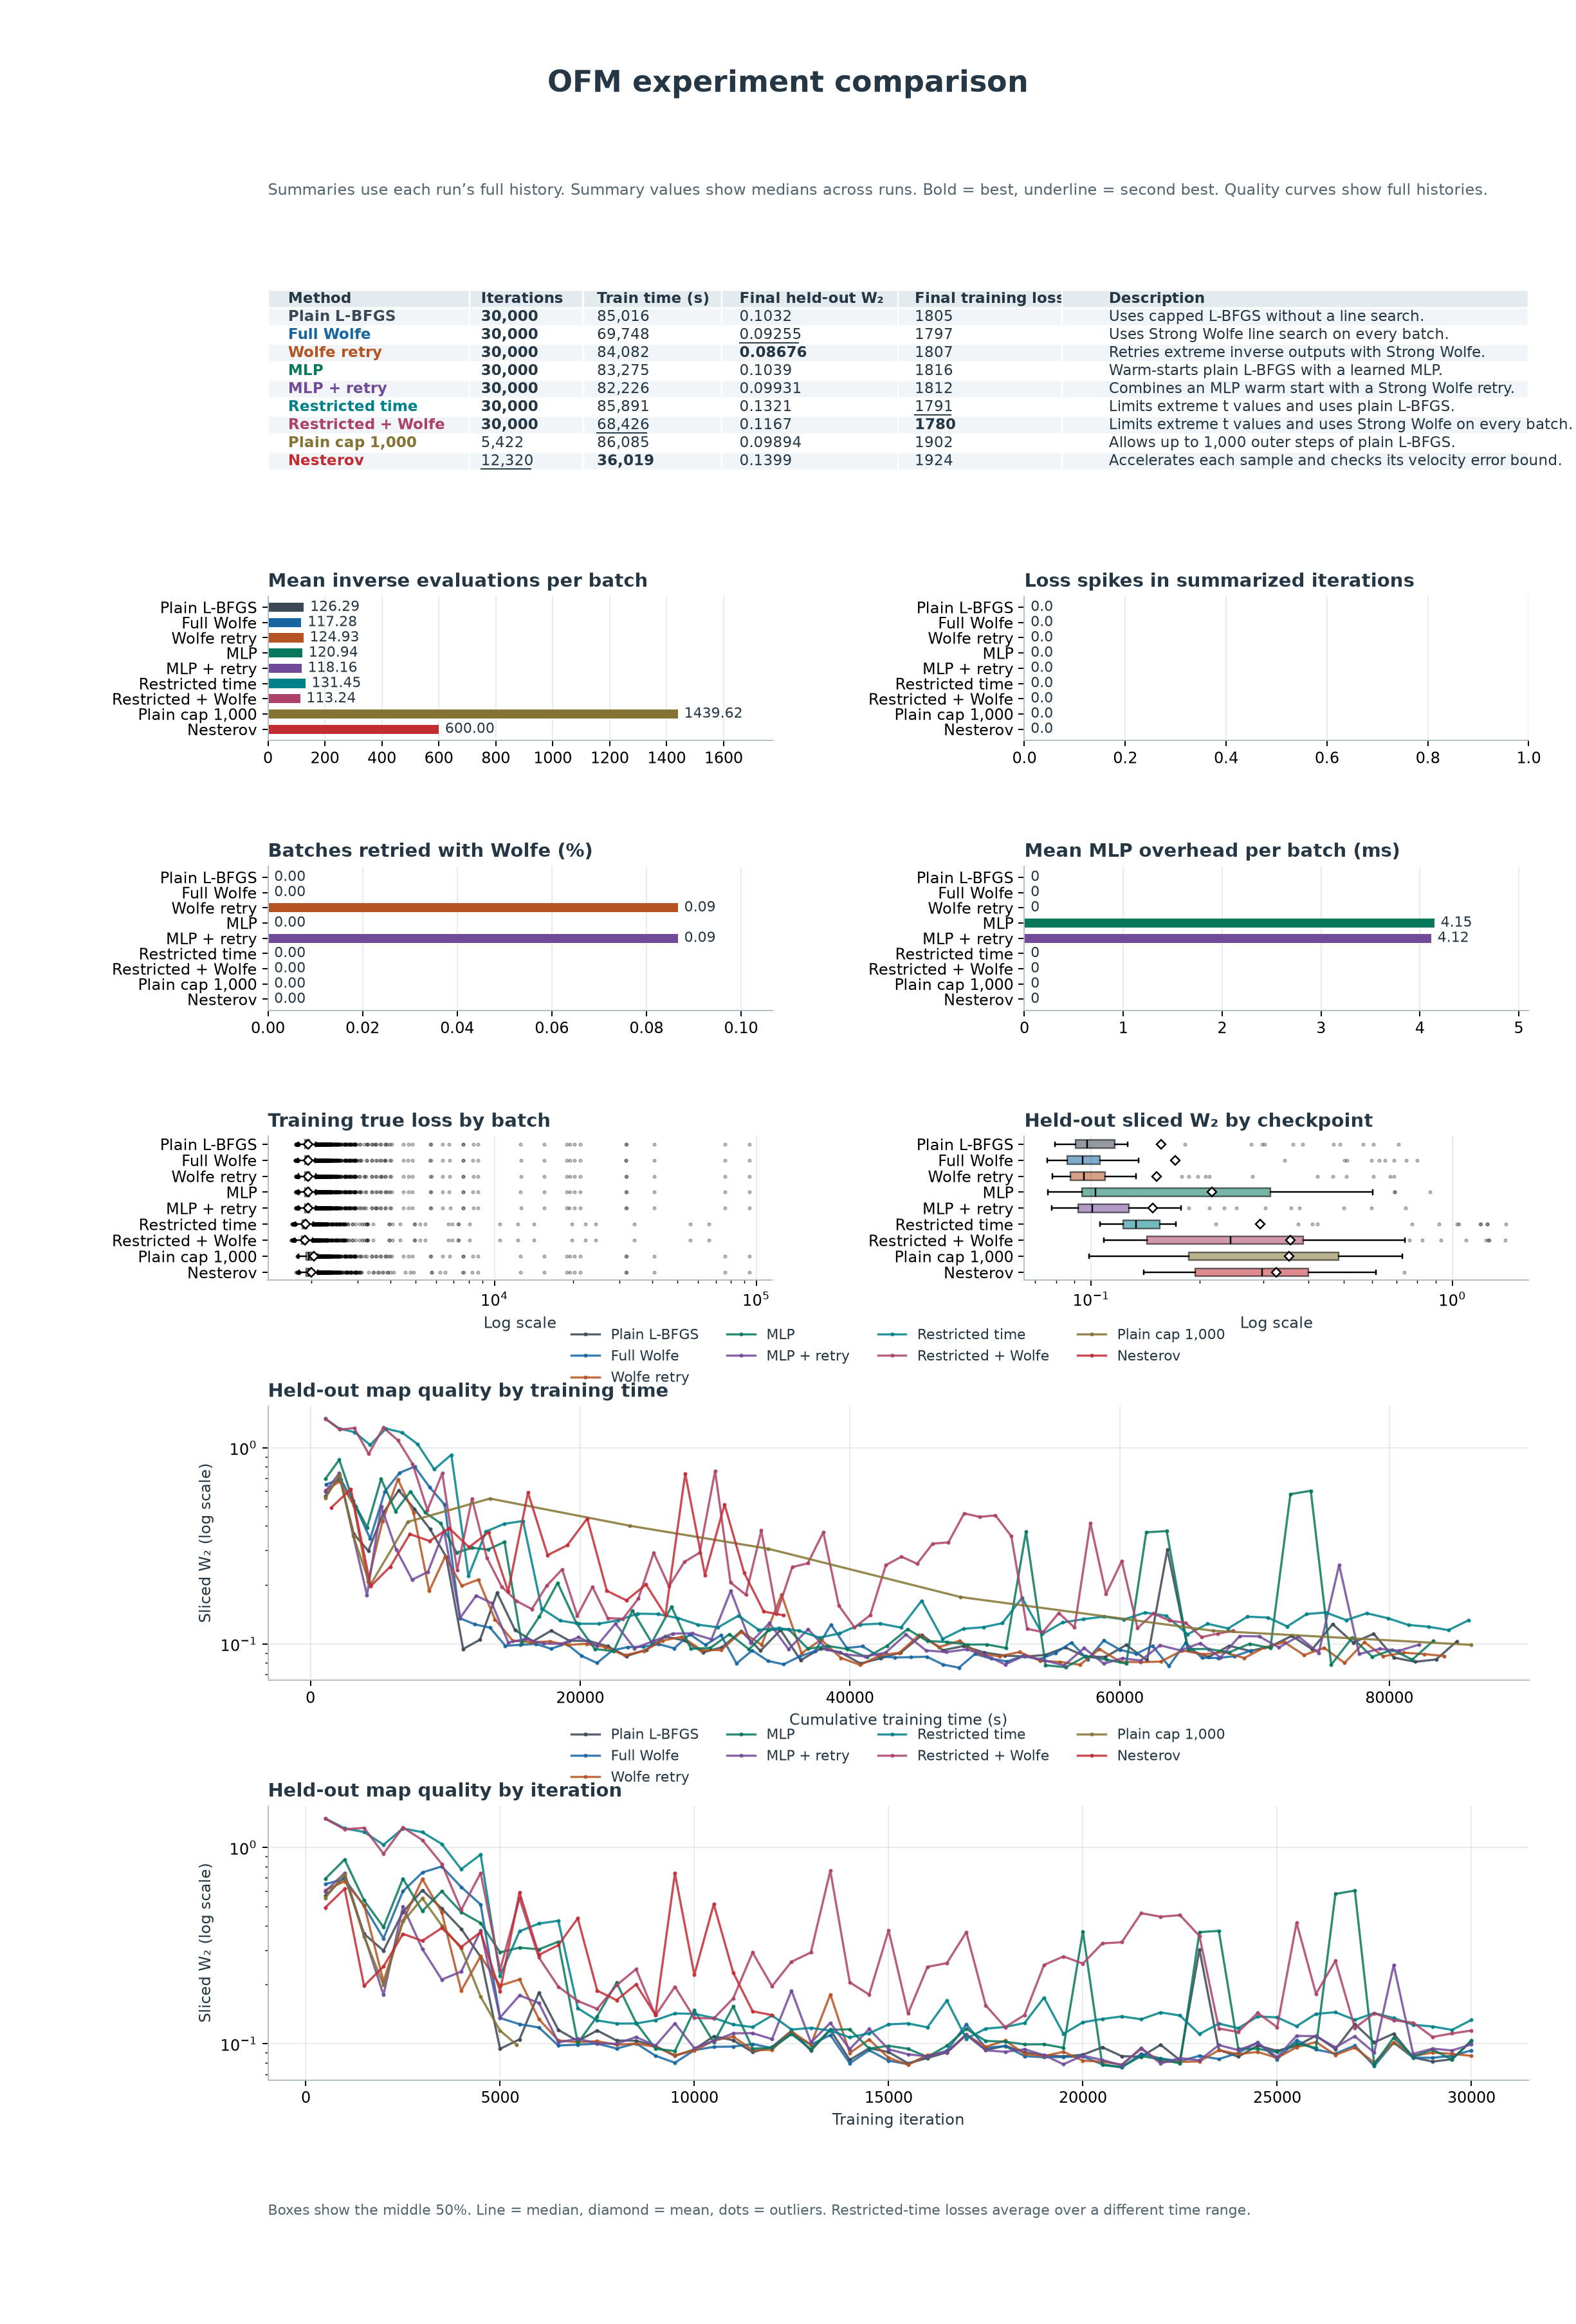 OFM experiment comparison
Summaries use each run’s full history. Summary values show medians across runs. Bold = best, underline = second best. Quality curves show full histories.
Method Iterations Train time (s) Final held-out W₂ Final training loss Description
Plain L-BFGS 30,000 85,016 0.1032 1805 Uses capped L-BFGS without a line search.
Full Wolfe 30,000 69,748 0.09255 1797 Uses Strong Wolfe line search on every batch.
Wolfe retry 30,000 84,082 0.08676 1807 Retries extreme inverse outputs with Strong Wolfe.
MLP 30,000 83,275 0.1039 1816 Warm-starts plain L-BFGS with a learned MLP.
MLP + retry 30,000 82,226 0.09931 1812 Combines an MLP warm start with a Strong Wolfe retry.
Restricted time 30,000 85,891 0.1321 1791 Limits extreme t values and uses plain L-BFGS.
Restricted + Wolfe 30,000 68,426 0.1167 1780 Limits extreme t values and uses Strong Wolfe on every batch.
Plain cap 1,000 5,422 86,085 0.09894 1902 Allows up to 1,000 outer steps of plain L-BFGS.
Nesterov 12,320 36,019 0.1399 1924 Accelerates each sample and checks its velocity error bound.
Mean inverse evaluations per batch
Plain L-BFGS 126.29
Full Wolfe 117.28
Wolfe retry 124.93
MLP 120.94
MLP + retry 118.16
Restricted time 131.45
Restricted + Wolfe 113.24
Plain cap 1,000 1439.62
Nesterov 600.00
0 200 400 600 800 1000 1200 1400 1600
Loss spikes in summarized iterations
Plain L-BFGS 0.0
Full Wolfe 0.0
Wolfe retry 0.0
MLP 0.0
MLP + retry 0.0
Restricted time 0.0
Restricted + Wolfe 0.0
Plain cap 1,000 0.0
Nesterov 0.0
0.0 0.2 0.4 0.6 0.8 1.0
Batches retried with Wolfe (%)
Plain L-BFGS 0.00
Full Wolfe 0.00
Wolfe retry 0.09
MLP 0.00
MLP + retry 0.09
Restricted time 0.00
Restricted + Wolfe 0.00
Plain cap 1,000 0.00
Nesterov 0.00
0.00 0.02 0.04 0.06 0.08 0.10
Mean MLP overhead per batch (ms)
Plain L-BFGS 0
Full Wolfe 0
Wolfe retry 0
MLP 4.15
MLP + retry 4.12
Restricted time 0
Restricted + Wolfe 0
Plain cap 1,000 0
Nesterov 0
0 1 2 3 4 5
Training true loss by batch
Plain L-BFGS
Full Wolfe
Wolfe retry
MLP
MLP + retry
Restricted time
Restricted + Wolfe
Plain cap 1,000
Nesterov
10⁴ 10⁵
Log scale
Held-out sliced W₂ by checkpoint
Plain L-BFGS
Full Wolfe
Wolfe retry
MLP
MLP + retry
Restricted time
Restricted + Wolfe
Plain cap 1,000
Nesterov
10⁻¹ 10⁰
Log scale
Plain L-BFGS MLP Restricted time Plain cap 1,000
Full Wolfe MLP + retry Restricted + Wolfe Nesterov
Wolfe retry
Held-out map quality by training time
Sliced W₂ (log scale)
10⁰
10⁻¹
0 20000 40000 60000 80000
Cumulative training time (s)
Plain L-BFGS MLP Restricted time Plain cap 1,000
Full Wolfe MLP + retry Restricted + Wolfe Nesterov
Wolfe retry
Held-out map quality by iteration
Sliced W₂ (log scale)
10⁰
10⁻¹
0 5000 10000 15000 20000 25000 30000
Training iteration
Boxes show the middle 50%. Line = median, diamond = mean, dots = outliers. Restricted-time losses average over a different time range.